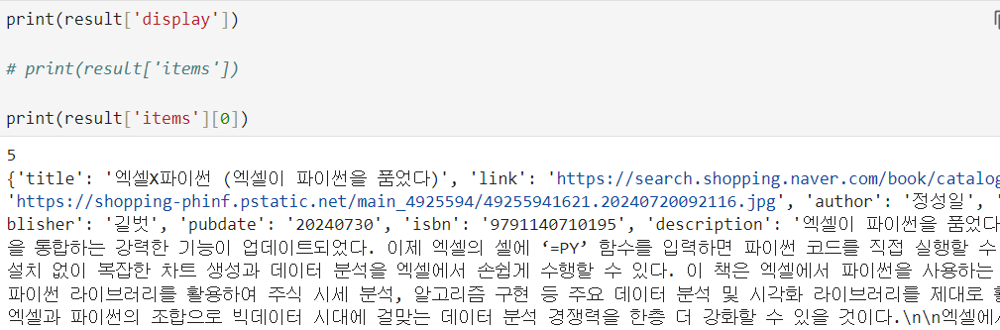 print(result['display'])
# print(result['items'])
print(result['items'][0])
5
{'title': '엑셀X파이썬 (엑셀이 파이썬을 품었다)', 'link': 'https://search.shopping.naver.com/book/catalog
'https://shopping-phinf.pstatic.net/main_4925594/49255941621.20240720092116.jpg', 'author': '정성일', '
blisher': '길벗', 'pubdate': '20240730', 'isbn': '9791140710195', 'description': '엑셀이 파이썬을 품었다
을 통합하는 강력한 기능이 업데이트되었다. 이제 엑셀의 셀에 ‘=PY’ 함수를 입력하면 파이썬 코드를 직접 실행할 수
설치 없이 복잡한 차트 생성과 데이터 분석을 엑셀에서 손쉽게 수행할 수 있다. 이 책은 엑셀에서 파이썬을 사용하는
파이썬 라이브러리를 활용하여 주식 시세 분석, 알고리즘 구현 등 주요 데이터 분석 및 시각화 라이브러리를 제대로
엑셀과 파이썬의 조합으로 빅데이터 시대에 걸맞는 데이터 분석 경쟁력을 한층 더 강화할 수 있을 것이다.\n\n엑셀에서